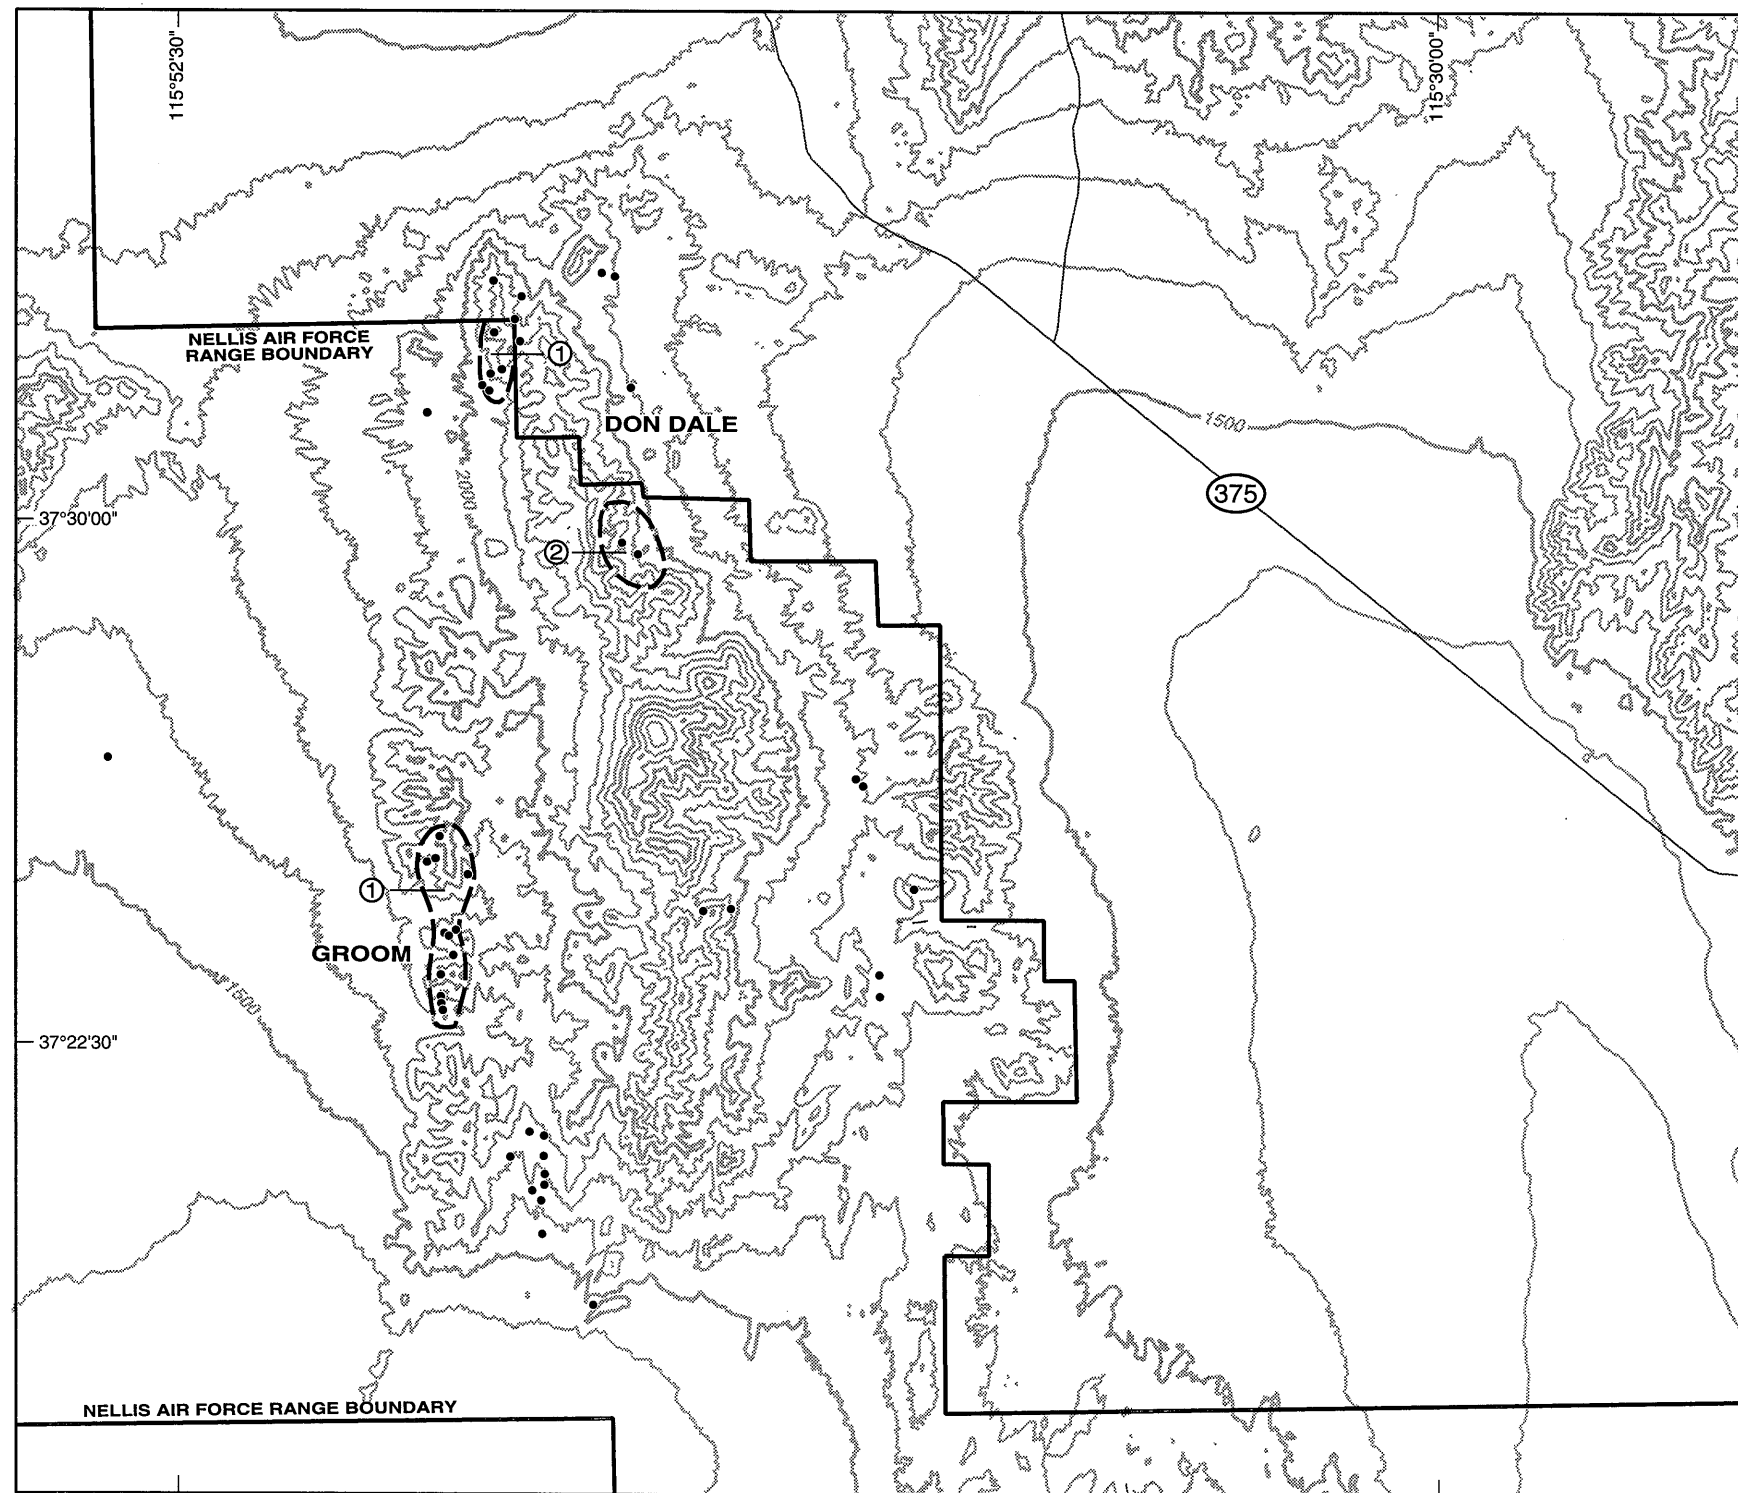 115°52'30"
115°30'00"
NELLIS AIR FORCE
RANGE BOUNDARY
1
DON DALE
1500
2000
375
37°30'00"
2
1
GROOM
1500
37°22'30"
NELLIS AIR FORCE RANGE BOUNDARY